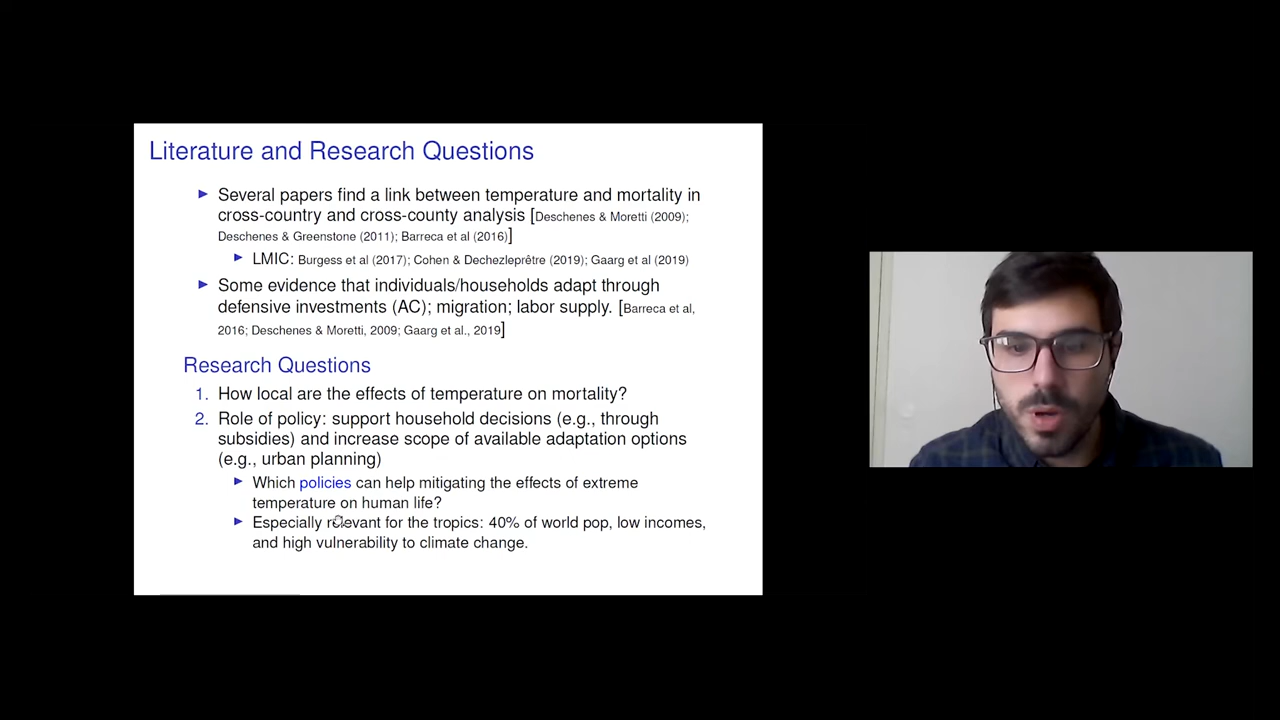 Literature and Research Questions
Several papers find a link between temperature and mortality in
cross-country and cross-county analysis [Deschenes & Moretti (2009);
Deschenes & Greenstone (2011); Barreca et al (2016)]
LMIC: Burgess et al (2017); Cohen & Dechezleprêtre (2019); Gaarg et al (2019)
Some evidence that individuals/households adapt through
defensive investments (AC); migration; labor supply. [Barreca et al,
2016; Deschenes & Moretti, 2009; Gaarg et al., 2019]
Research Questions
1. How local are the effects of temperature on mortality?
2. Role of policy: support household decisions (e.g., through
subsidies) and increase scope of available adaptation options
(e.g., urban planning)
Which policies can help mitigating the effects of extreme
temperature on human life?
Especially relevant for the tropics: 40% of world pop, low incomes,
and high vulnerability to climate change.